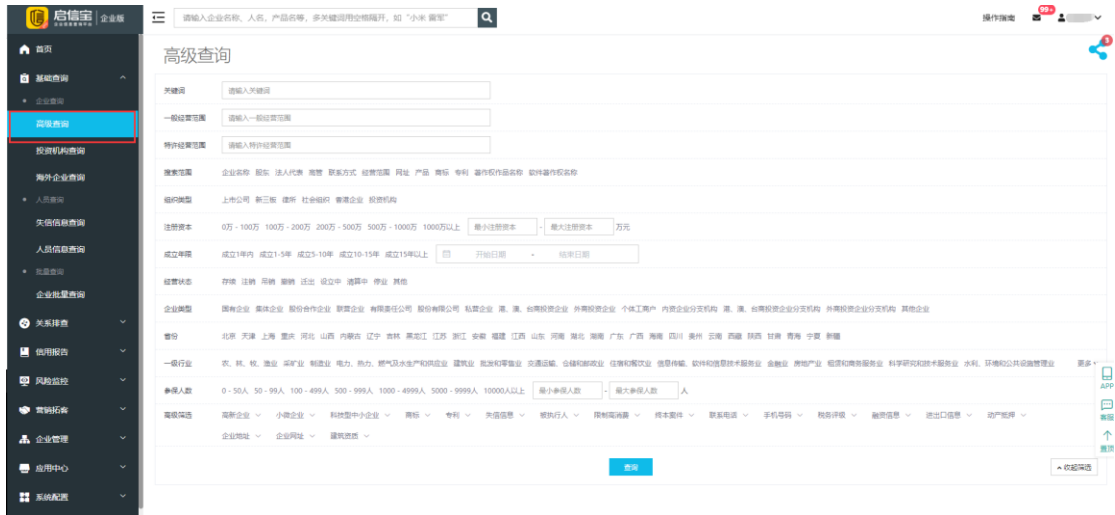 启信宝 企业版
请输入企业名称、人名、产品名等，多关键词用空格隔开，如 "小米 雷军"
操作指南 99+
首页
基础查询
企业查询
高级查询
投资机构查询
海外企业查询
人员查询
失信信息查询
人员信息查询
批量查询
企业批量查询
关系排查
信用报告
风险监控
营销拓客
企业管理
应用中心
系统配置
高级查询
关键词 请输入关键词
一般经营范围 请输入一般经营范围
特许经营范围 请输入特许经营范围
搜索范围 企业名称 股东 法人代表 高管 联系方式 经营范围 网址 产品 商标 专利 著作权作品名称 软件著作权名称
组织类型 上市公司 新三板 律所 社会组织 香港企业 投资机构
注册资本 0万 - 100万 100万 - 200万 200万 - 500万 500万 - 1000万 1000万以上 最小注册资本 - 最大注册资本 万元
成立年限 成立1年内 成立1-5年 成立5-10年 成立10-15年 成立15年以上 开始日期 - 结束日期
经营状态 存续 注销 吊销 撤销 迁出 设立中 清算中 停业 其他
企业类型 国有企业 集体企业 股份合作企业 联营企业 有限责任公司 股份有限公司 私营企业 港、澳、台商投资企业 外商投资企业 个体工商户 内资企业分支机构 港、澳、台商投资企业分支机构 外商投资企业分支机构 其他企业
省份 北京 天津 上海 重庆 河北 山西 内蒙古 辽宁 吉林 黑龙江 江苏 浙江 安徽 福建 江西 山东 河南 湖北 湖南 广东 广西 海南 四川 贵州 云南 西藏 陕西 甘肃 青海 宁夏 新疆
一级行业 农、林、牧、渔业 采矿业 制造业 电力、热力、燃气及水生产和供应业 建筑业 批发和零售业 交通运输、仓储和邮政业 住宿和餐饮业 信息传输、软件和信息技术服务业 金融业 房地产业 租赁和商务服务业 科学研究和技术服务业 水利、环境和公共设施管理业 更多
参保人数 0 - 50人 50 - 99人 100 - 499人 500 - 999人 1000 - 4999人 5000 - 9999人 10000人以上 最小参保人数 - 最大参保人数 人
高级筛选 高新企业 小微企业 科技型中小企业 商标 专利 失信信息 被执行人 限制高消费 终本案件 联系电话 手机号码 税务评级 融资信息 进出口信息 动产抵押
企业地址 企业网址 建筑资质
查询
收起筛选
1
APP
客服
置顶